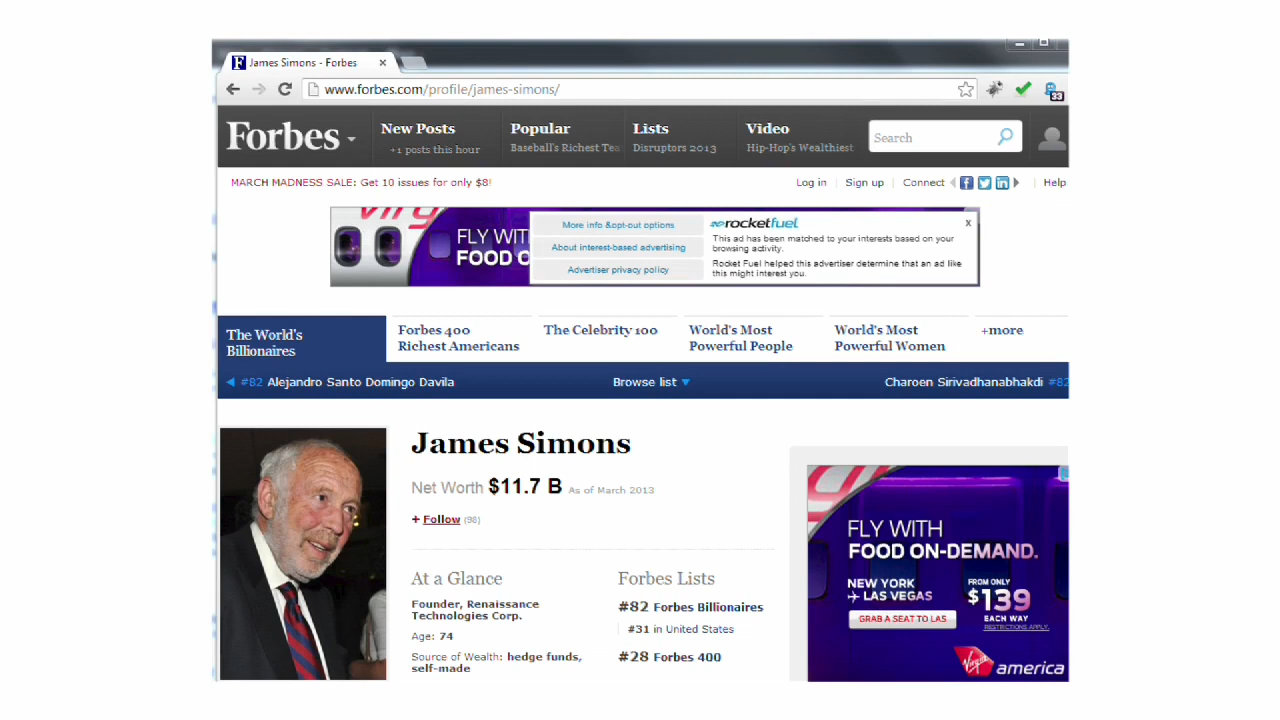 James Simons - Forbes
www.forbes.com/profile/james-simons/
33
Forbes
New Posts
+1 posts this hour
Popular
Baseball's Richest Te
Lists
Disruptors 2013
Video
Hip-Hop's Wealthiest
Search
MARCH MADNESS SALE: Get 10 issues for only $8!
Log in
Sign up
Connect
Help
FLY WIT
FOOD O
More info &opt-out options
About interest-based advertising
Advertiser privacy policy
rocketfuel
x
This ad has been matched to your interests based on your
browsing activity.
Rocket Fuel helped this advertiser determine that an ad like
this might interest you.
The World's
Billionaires
Forbes 400
Richest Americans
The Celebrity 100
World's Most
Powerful People
World's Most
Powerful Women
+more
#82 Alejandro Santo Domingo Davila
Browse list
Charoen Sirivadhanabhakdi #82
James Simons
Net Worth $11.7 B As of March 2013
+ Follow (98)
At a Glance
Founder, Renaissance
Technologies Corp.
Age: 74
Source of Wealth: hedge funds,
self-made
Forbes Lists
#82 Forbes Billionaires
#31 in United States
#28 Forbes 400
FLY WITH
FOOD ON-DEMAND.
NEW YORK
LAS VEGAS
GRAB A SEAT TO LAS
FROM ONLY
$139
EACH WAY
RESTRICTIONS APPLY.
Virgin america